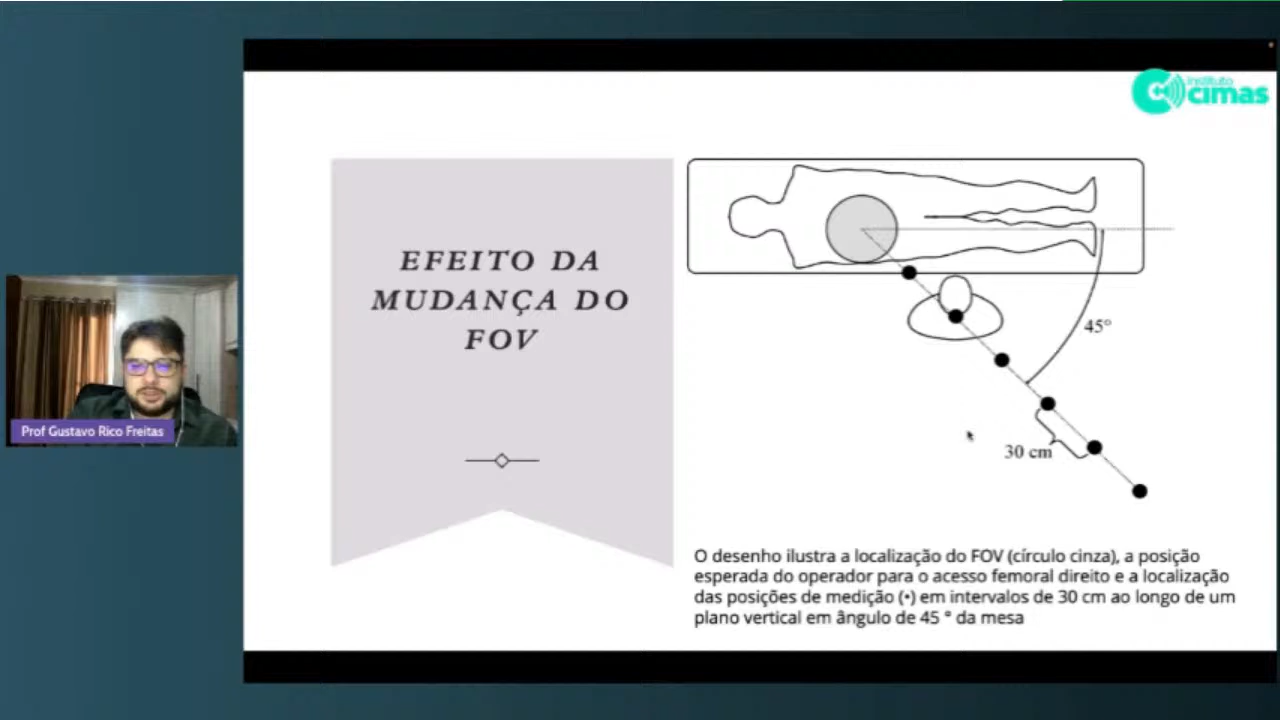 instituto
cimas
EFEITO DA
MUDANÇA DO
FOV
45°
30 cm
Prof Gustavo Rico Freitas
O desenho ilustra a localização do FOV (círculo cinza), a posição
esperada do operador para o acesso femoral direito e a localização
das posições de medição (•) em intervalos de 30 cm ao longo de um
plano vertical em ângulo de 45 ° da mesa